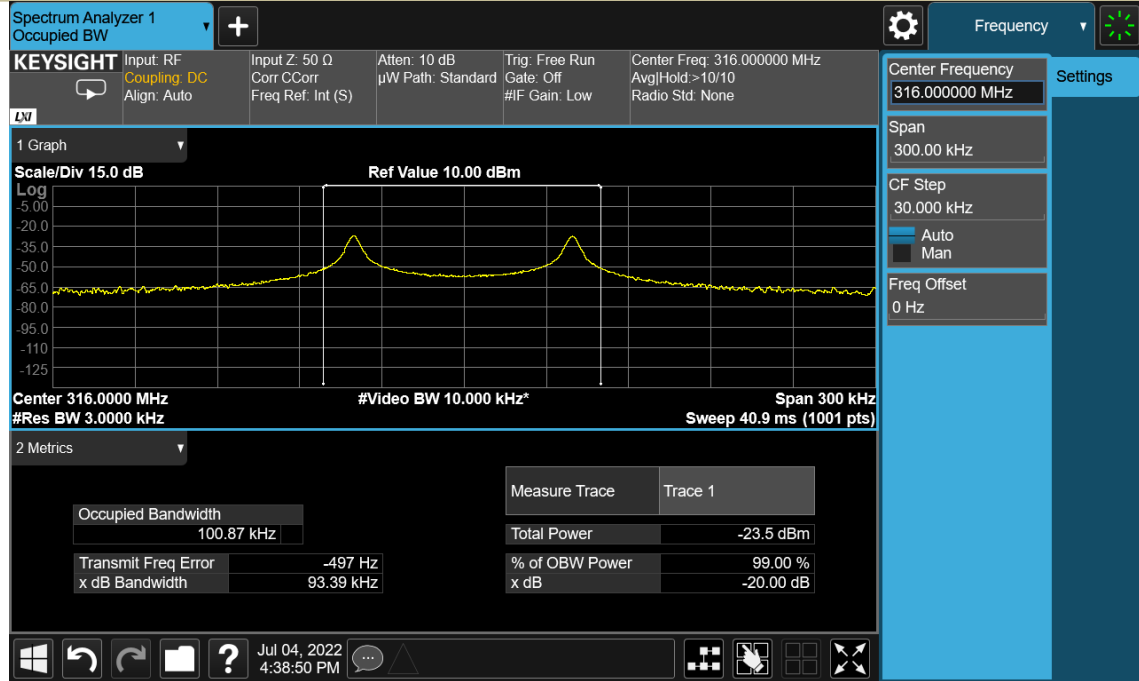 Spectrum Analyzer 1
Occupied BW
+
Frequency
KEYSIGHT
LXI
Input: RF
Coupling: DC
Align: Auto
Input Z: 50 Ω
Corr CCorr
Freq Ref: Int (S)
Atten: 10 dB
µW Path: Standard
Trig: Free Run
Gate: Off
#IF Gain: Low
Center Freq: 316.000000 MHz
Avg|Hold:>10/10
Radio Std: None
Center Frequency
316.000000 MHz
Settings
Span
300.00 kHz
CF Step
30.000 kHz
Auto
Man
Freq Offset
0 Hz
1 Graph
Scale/Div 15.0 dB
Ref Value 10.00 dBm
Log
-5.00
-20.0
-35.0
-50.0
-65.0
-80.0
-95.0
-110
-125
Center 316.0000 MHz
#Video BW 10.000 kHz*
Span 300 kHz
#Res BW 3.0000 kHz
Sweep 40.9 ms (1001 pts)
2 Metrics
Measure Trace Trace 1
Occupied Bandwidth
100.87 kHz
Total Power -23.5 dBm
Transmit Freq Error -497 Hz
% of OBW Power 99.00 %
x dB Bandwidth 93.39 kHz
x dB -20.00 dB
?
Jul 04, 2022
4:38:50 PM